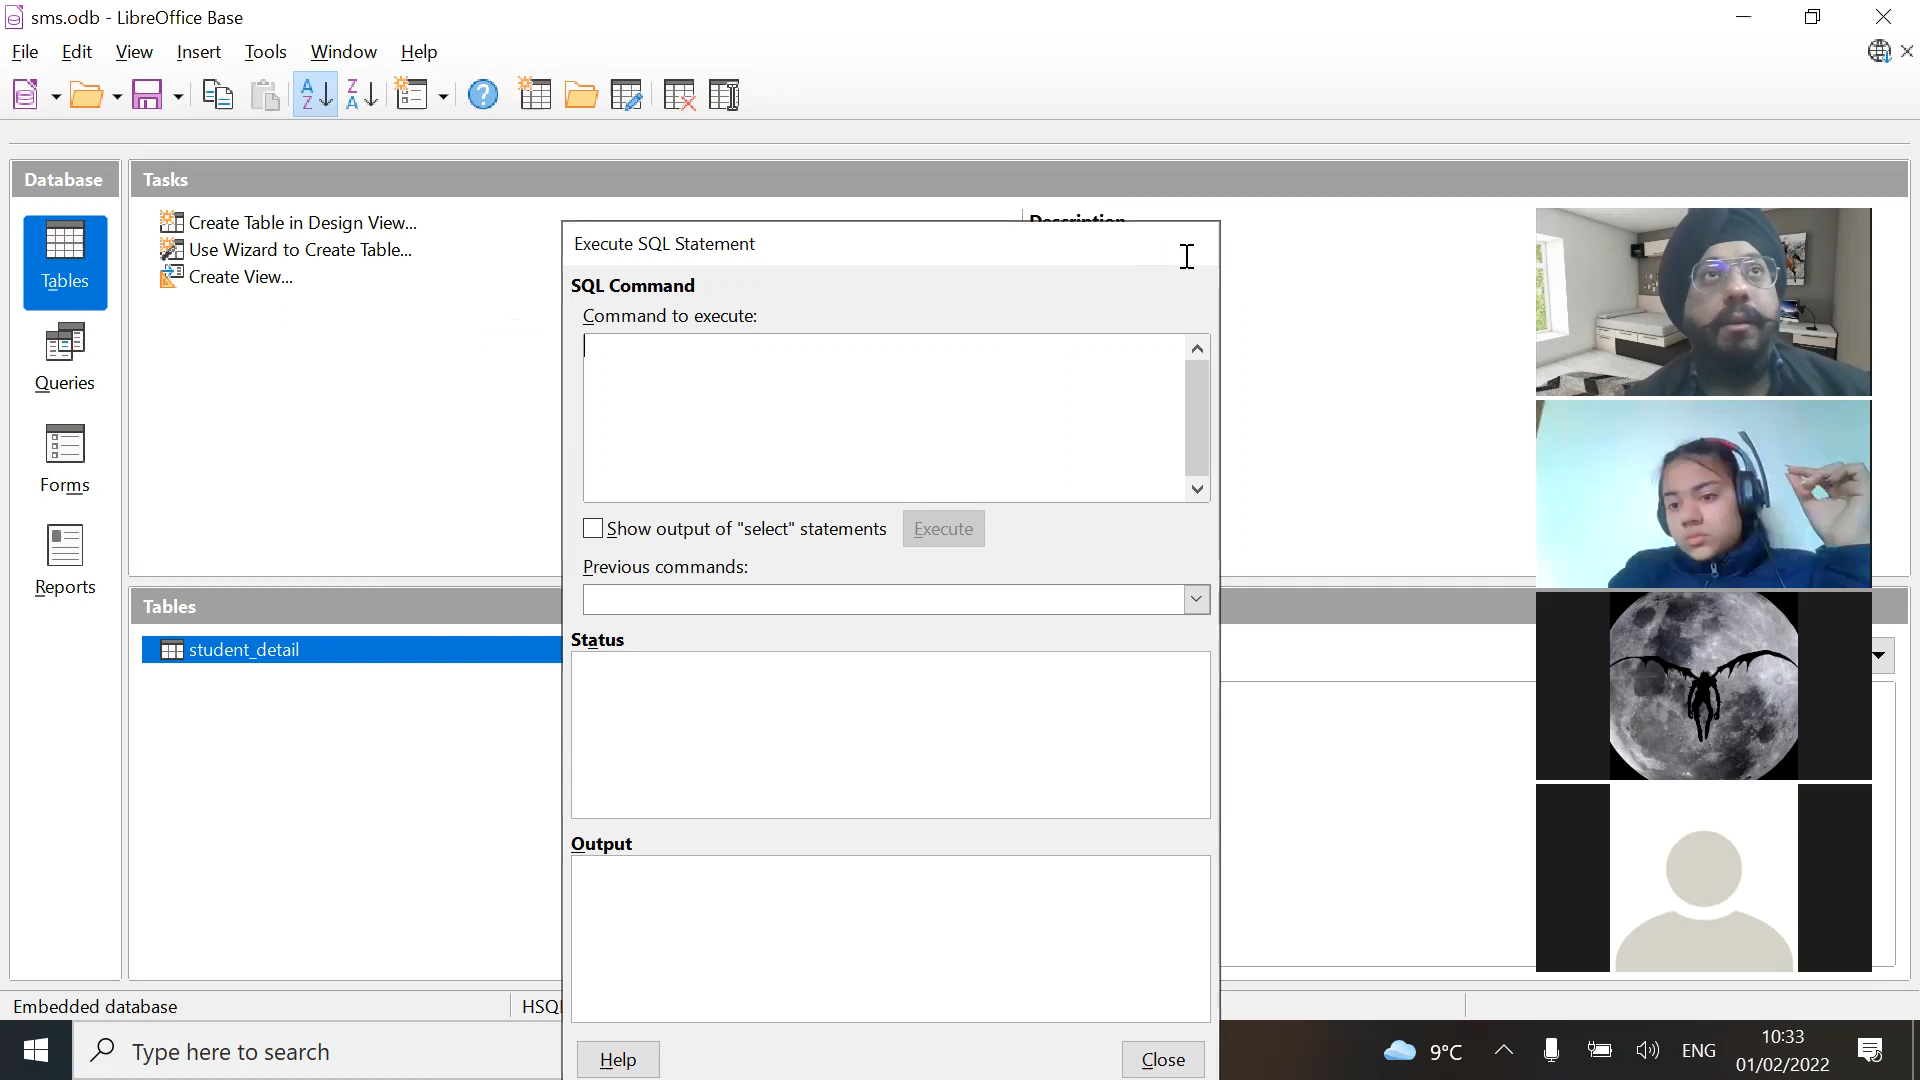 sms.odb - LibreOffice Base
File Edit View Insert Tools Window Help
Database
Tasks
Tables
Queries
Forms
Reports
Create Table in Design View...
Use Wizard to Create Table...
Create View...
Description
Execute SQL Statement
SQL Command
Command to execute:
Show output of "select" statements
Execute
Previous commands:
Status
Output
Help
Close
Tables
student_detail
Embedded database
HSQL
Type here to search
9°C
ENG
10:33
01/02/2022